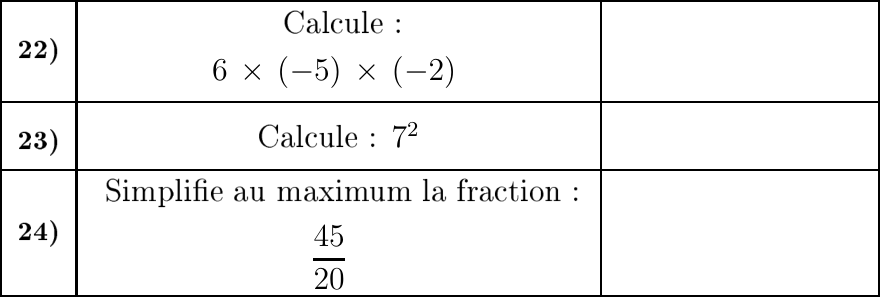 22)
Calcule :
6 × (−5) × (−2)
23)
Calcule : 7²
24)
Simplifie au maximum la fraction :
45
20